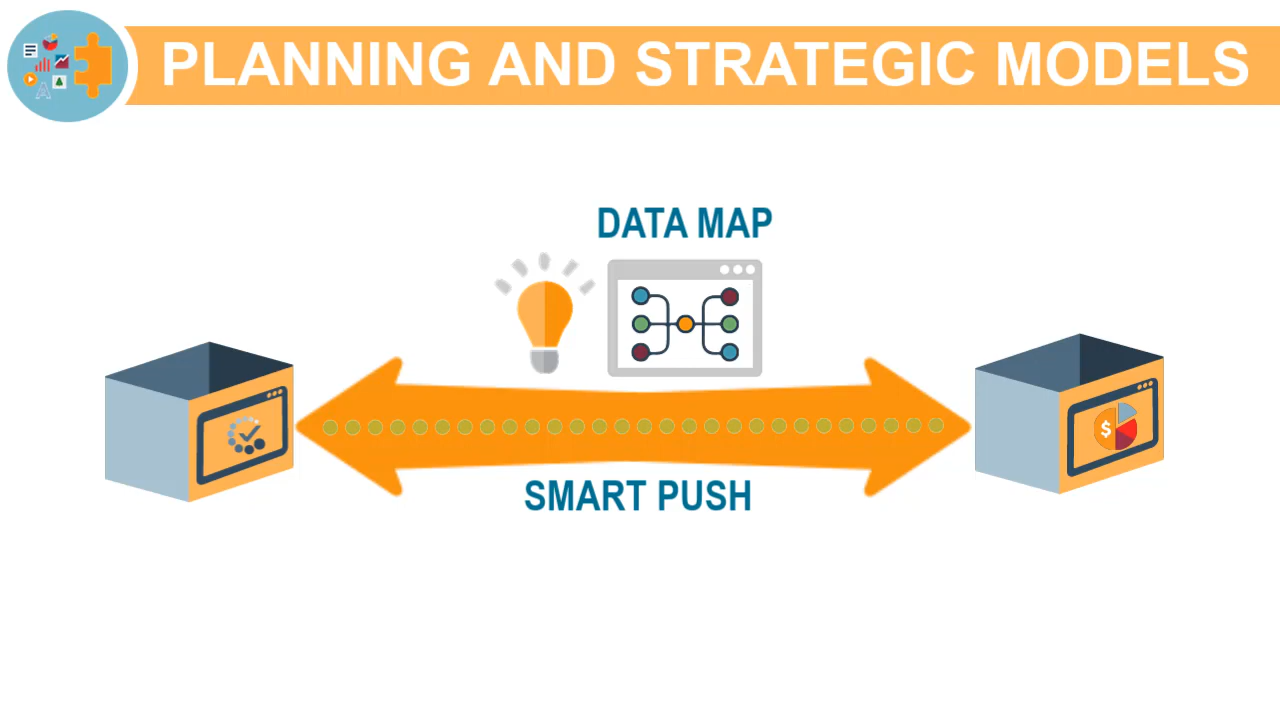 PLANNING AND STRATEGIC MODELS
DATA MAP
$
SMART PUSH